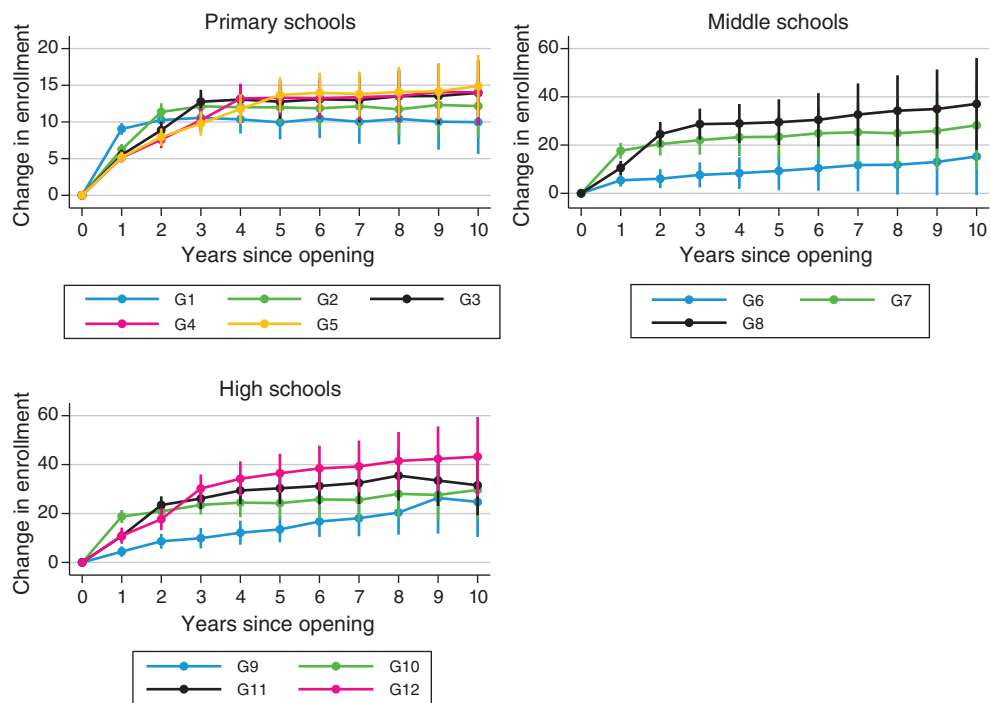 Primary schools
Change in enrollment
20
15
10
5
0
0 1 2 3 4 5 6 7 8 9 10
Years since opening
G1 G2 G3
G4 G5
Middle schools
Change in enrollment
60
40
20
0
0 1 2 3 4 5 6 7 8 9 10
Years since opening
G6 G7
G8
High schools
Change in enrollment
60
40
20
0
0 1 2 3 4 5 6 7 8 9 10
Years since opening
G9 G10
G11 G12